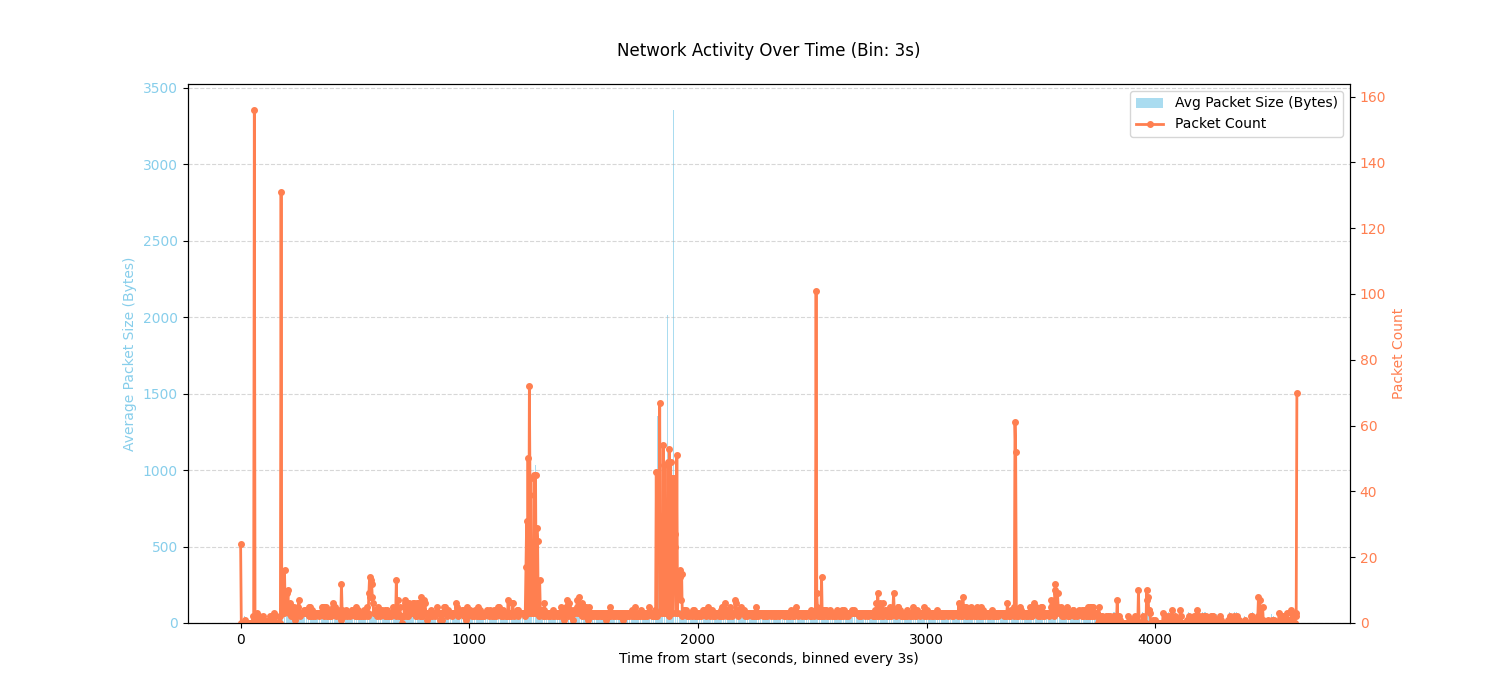 Network Activity Over Time (Bin: 3s)
Avg Packet Size (Bytes)
Packet Count
Average Packet Size (Bytes)
3500
3000
2500
2000
1500
1000
500
0
160
140
120
100
80
60
40
20
0
Packet Count
0 1000 2000 3000 4000
Time from start (seconds, binned every 3s)